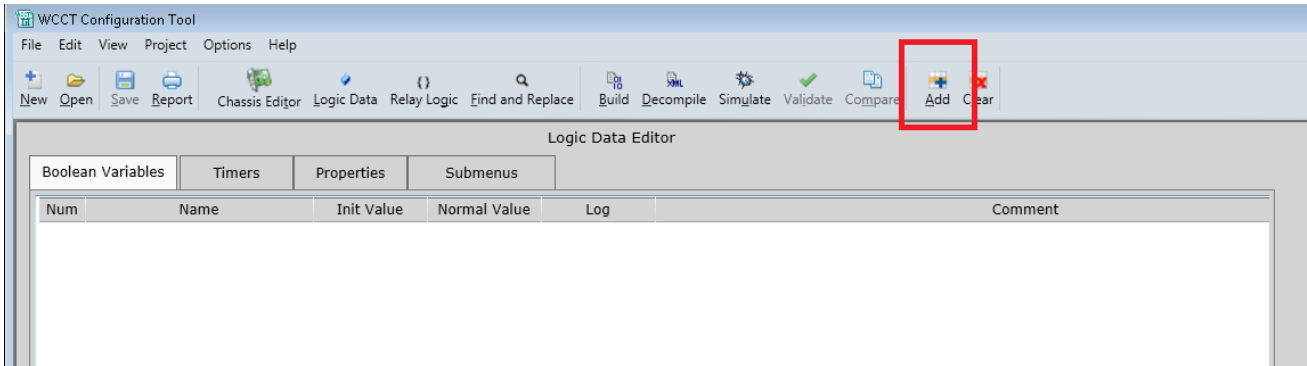 WCCT Configuration Tool
File Edit View Project Options Help
New Open Save Report Chassis Editor Logic Data Relay Logic Find and Replace Build Decompile Simulate Validate Compare Add Clear
Logic Data Editor
Boolean Variables Timers Properties Submenus
Num Name Init Value Normal Value Log Comment